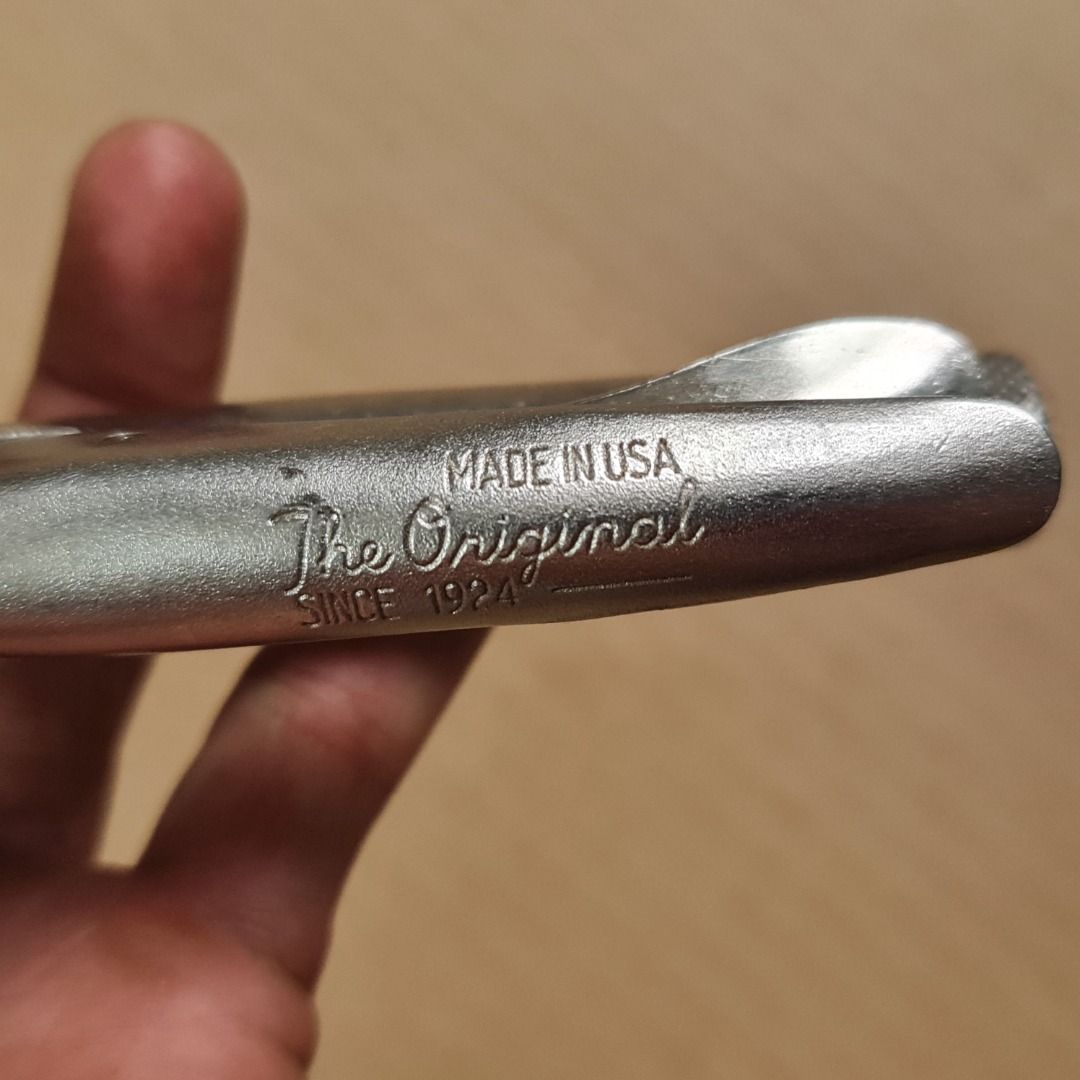 MADE IN USA
The Original
SINCE 1924